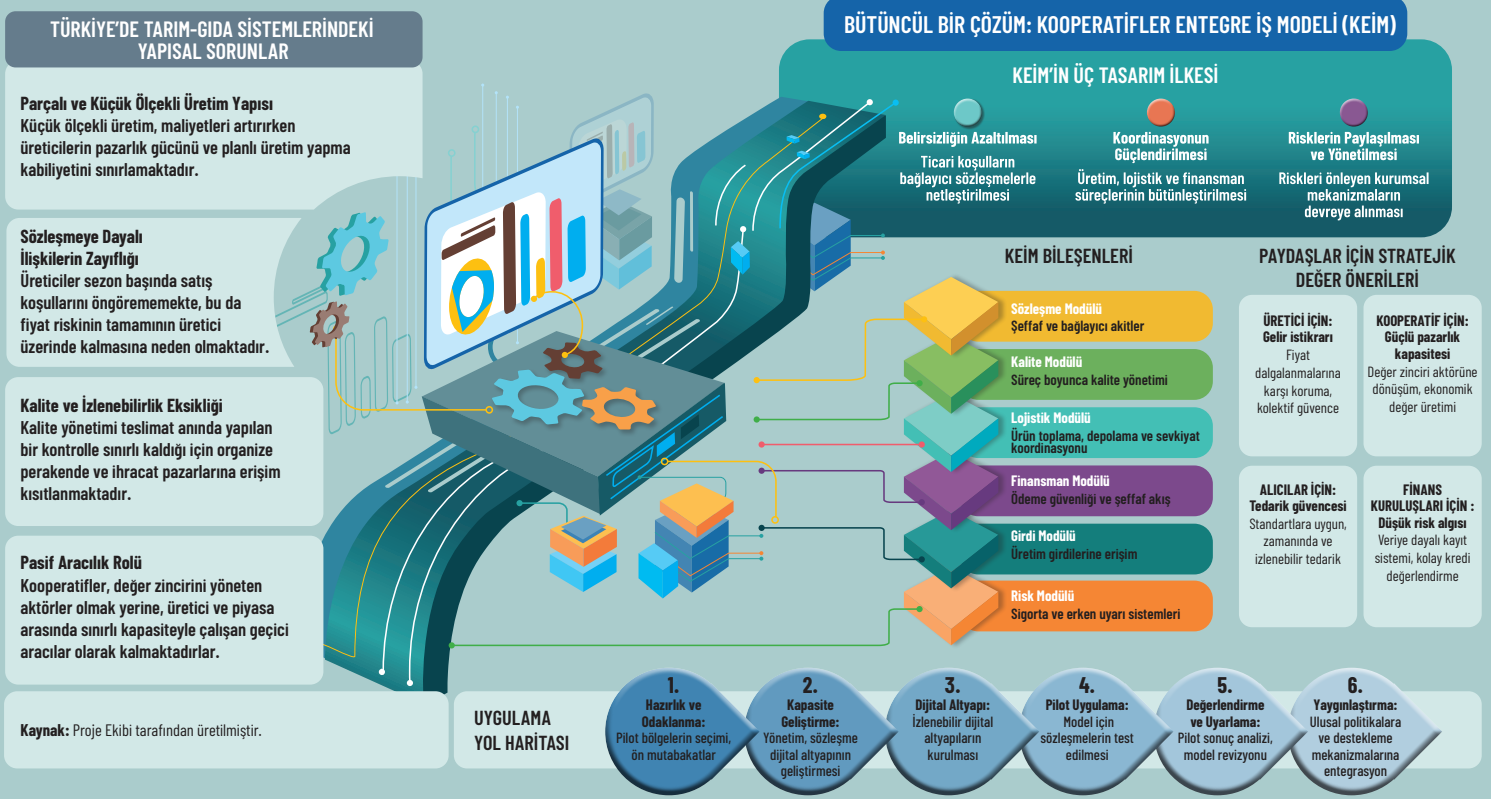 TÜRKİYE'DE TARIM-GIDA SİSTEMLERİNDEKİ
YAPISAL SORUNLAR
Parçalı ve Küçük Ölçekli Üretim Yapısı
Küçük ölçekli üretim, maliyetleri artırırken
üreticilerin pazarlık gücünü ve planlı üretim yapma
kabiliyetini sınırlamaktadır.
Sözleşmeye Dayalı
İlişkilerin Zayıflığı
Üreticiler sezon başında satış
koşullarını öngörememekte, bu da
fiyat riskinin tamamının üretici
üzerinde kalmasına neden olmaktadır.
Kalite ve İzlenebilirlik Eksikliği
Kalite yönetimi teslimat anında yapılan
bir kontrolle sınırlı kaldığı için organize
perakende ve ihracat pazarlarına erişim
kısıtlanmaktadır.
Pasif Aracılık Rolü
Kooperatifler, değer zincirini yöneten
aktörler olmak yerine, üretici ve piyasa
arasında sınırlı kapasiteyle çalışan geçici
aracılar olarak kalmaktadırlar.
Kaynak: Proje Ekibi tarafından üretilmiştir.
BÜTÜNCÜL BİR ÇÖZÜM: KOOPERATİFLER ENTEGRE İŞ MODELİ (KEİM)
KEİM'İN ÜÇ TASARIM İLKESİ
Belirsizliğin Azaltılması
Ticari koşulların
bağlayıcı sözleşmelerle
netleştirilmesi
Koordinasyonun
Güçlendirilmesi
Üretim, lojistik ve finansman
süreçlerinin bütünleştirilmesi
Risklerin Paylaşılması
ve Yönetilmesi
Riskleri önleyen kurumsal
mekanizmaların
devreye alınması
KEİM BİLEŞENLERİ
Sözleşme Modülü
Şeffaf ve bağlayıcı akitler
Kalite Modülü
Süreç boyunca kalite yönetimi
Lojistik Modülü
Ürün toplama, depolama ve sevkiyat
koordinasyonu
Finansman Modülü
Ödeme güvenliği ve şeffaf akış
Girdi Modülü
Üretim girdilerine erişim
Risk Modülü
Sigorta ve erken uyarı sistemleri
PAYDAŞLAR İÇİN STRATEJİK
DEĞER ÖNERİLERİ
ÜRETİCİ İÇİN:
Gelir istikrarı
Fiyat
dalgalanmalarına
karşı koruma,
kolektif güvence
KOOPERATİF İÇİN:
Güçlü pazarlık
kapasitesi
Değer zinciri aktörüne
dönüşüm, ekonomik
değer üretimi
ALICILAR İÇİN:
Tedarik güvencesi
Standartlara uygun,
zamanında ve
izlenebilir tedarik
FİNANS
KURULUŞLARI İÇİN :
Düşük risk algısı
Veriye dayalı kayıt
sistemi, kolay kredi
değerlendirme
UYGULAMA
YOL HARİTASI
1.
Hazırlık ve
Odaklanma:
Pilot bölgelerin seçimi,
ön mutabakatlar
2.
Kapasite
Geliştirme:
Yönetim, sözleşme
dijital altyapının
geliştirmesi
3.
Dijital Altyapı:
İzlenebilir dijital
altyapıların
kurulması
4.
Pilot Uygulama:
Model için
sözleşmelerin test
edilmesi
5.
Değerlendirme
ve Uyarlama:
Pilot sonuç analizi,
model revizyonu
6.
Yaygınlaştırma:
Ulusal politikalara
ve destekleme
mekanizmalarına
entegrasyon